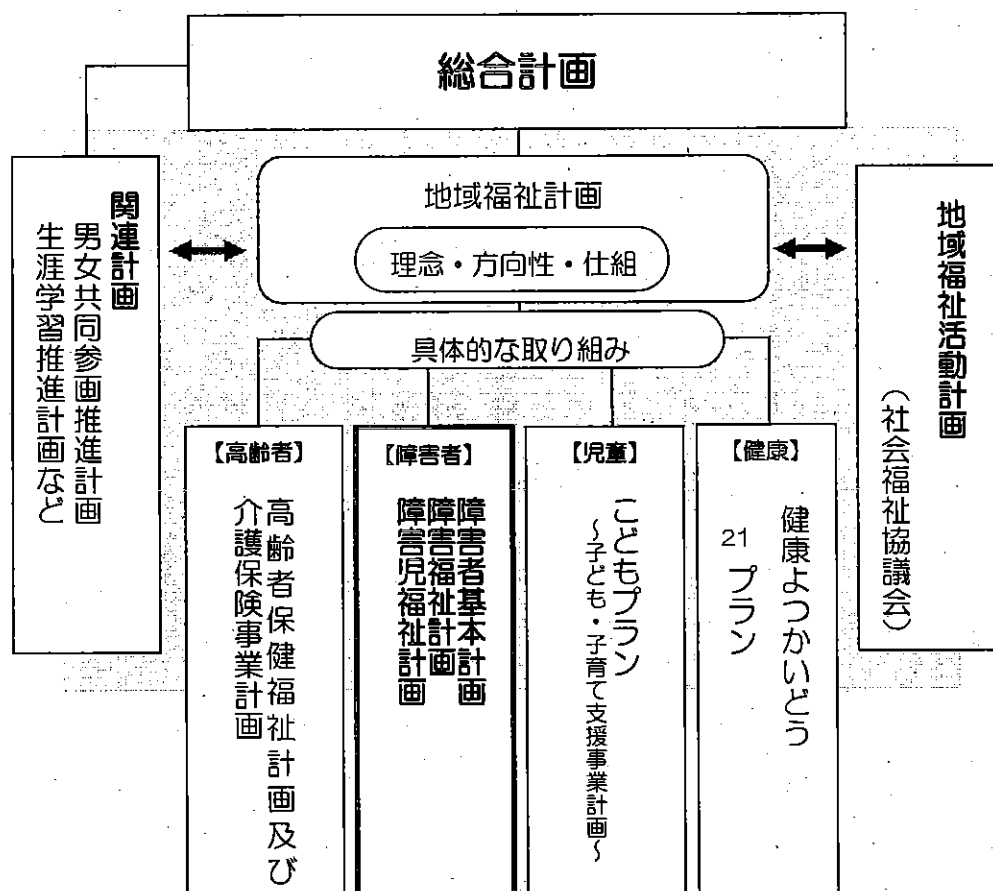 総合計画
関連計画
男女共同参画推進計画
生涯学習推進計画など
地域福祉計画
理念・方向性・仕組
具体的な取り組み
地域福祉活動計画
（社会福祉協議会）
【高齢者】
高齢者保健福祉計画及び
介護保険事業計画
【障害者】
障害者基本計画
障害福祉計画
障害児福祉計画
【児童】
こどもプラン
～子ども・子育て支援事業計画～
【健康】
健康よつかいどう
21プラン